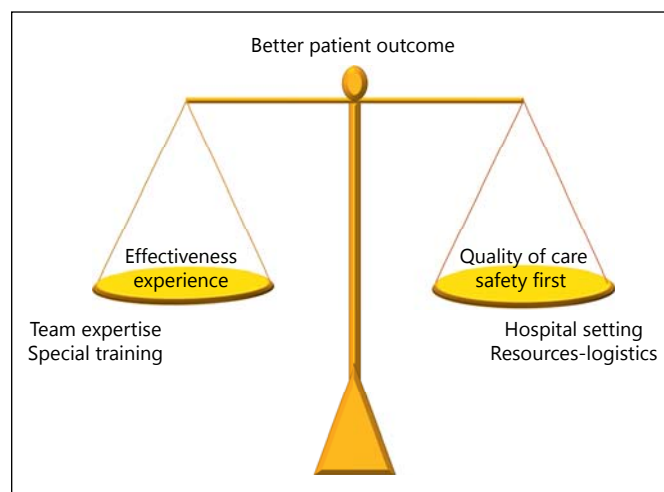 Better patient outcome
Effectiveness
experience
Team expertise
Special training
Quality of care
safety first
Hospital setting
Resources-logistics